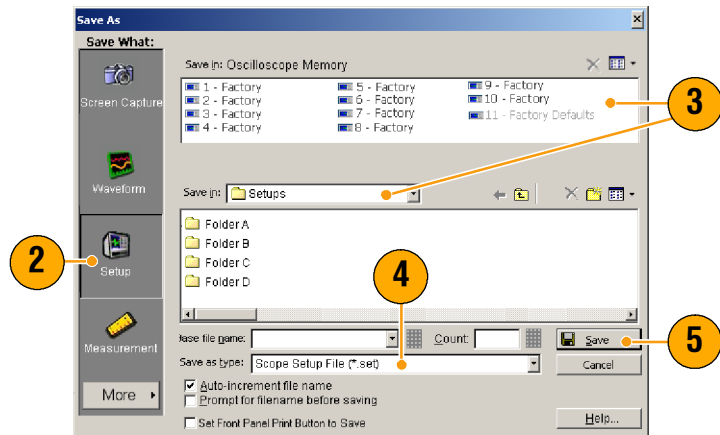 Save As
Save What:
Screen Capture
Waveform
Setup
Measurement
More
Save in: Oscilloscope Memory
1 - Factory
2 - Factory
3 - Factory
4 - Factory
5 - Factory
6 - Factory
7 - Factory
8 - Factory
9 - Factory
10 - Factory
11 - Factory Defaults
3
Save in: Setups
Folder A
Folder B
Folder C
Folder D
2
4
file name:
Count:
Save
5
Save as type: Scope Setup File (*.set)
Cancel
Auto-increment file name
Prompt for filename before saving
Set Front Panel Print Button to Save
Help...